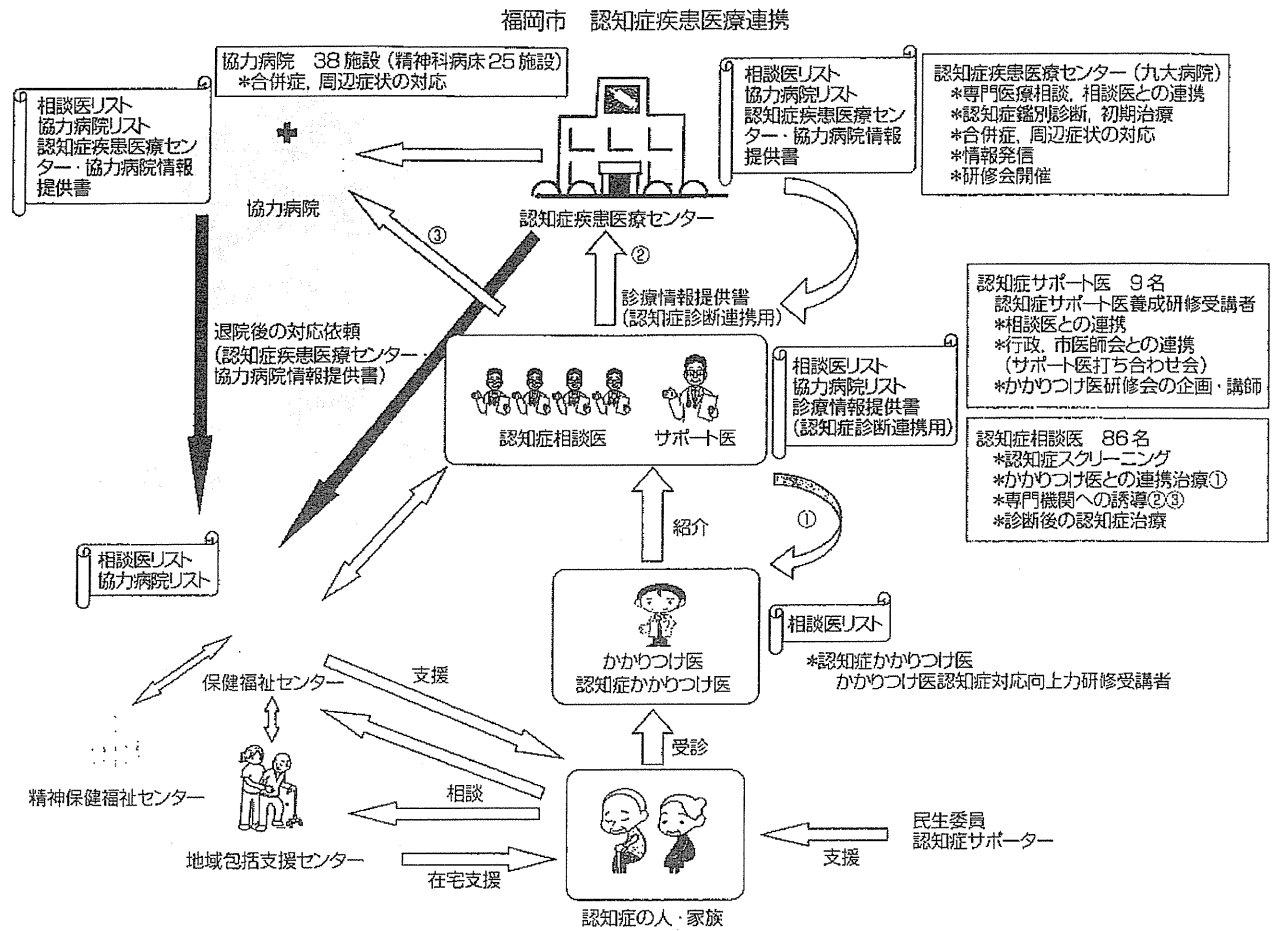 福岡市　認知症疾患医療連携
協力病院　38施設（精神科病床25施設）
＊合併症，周辺症状の対応
相談医リスト
協力病院リスト
認知症疾患医療セン
ター・協力病院情報
提供書
協力病院
認知症疾患医療センター
相談医リスト
協力病院リスト
認知症疾患医療セン
ター・協力病院情報
提供書
認知症疾患医療センター（九大病院）
＊専門医療相談，相談医との連携
＊認知症鑑別診断，初期治療
＊合併症，周辺症状の対応
＊情報発信
＊研修会開催
③
②
診療情報提供書
（認知症診断連携用）
退院後の対応依頼
（認知症疾患医療センター・
協力病院情報提供書）
認知症相談医
サポート医
相談医リスト
協力病院リスト
診療情報提供書
（認知症診断連携用）
認知症サポート医　9名
認知症サポート医養成研修受講者
＊相談医との連携
＊行政，市医師会との連携
（サポート医打ち合わせ会）
＊かかりつけ医研修会の企画・講師
認知症相談医　86名
＊認知症スクリーニング
＊かかりつけ医との連携治療①
＊専門機関への誘導②③
＊診断後の認知症治療
紹介
①
相談医リスト
協力病院リスト
かかりつけ医
認知症かかりつけ医
相談医リスト
＊認知症かかりつけ医
かかりつけ医認知症対応向上力研修受講者
保健福祉センター
支援
受診
精神保健福祉センター
相談
地域包括支援センター
在宅支援
民生委員
認知症サポーター
支援
認知症の人・家族